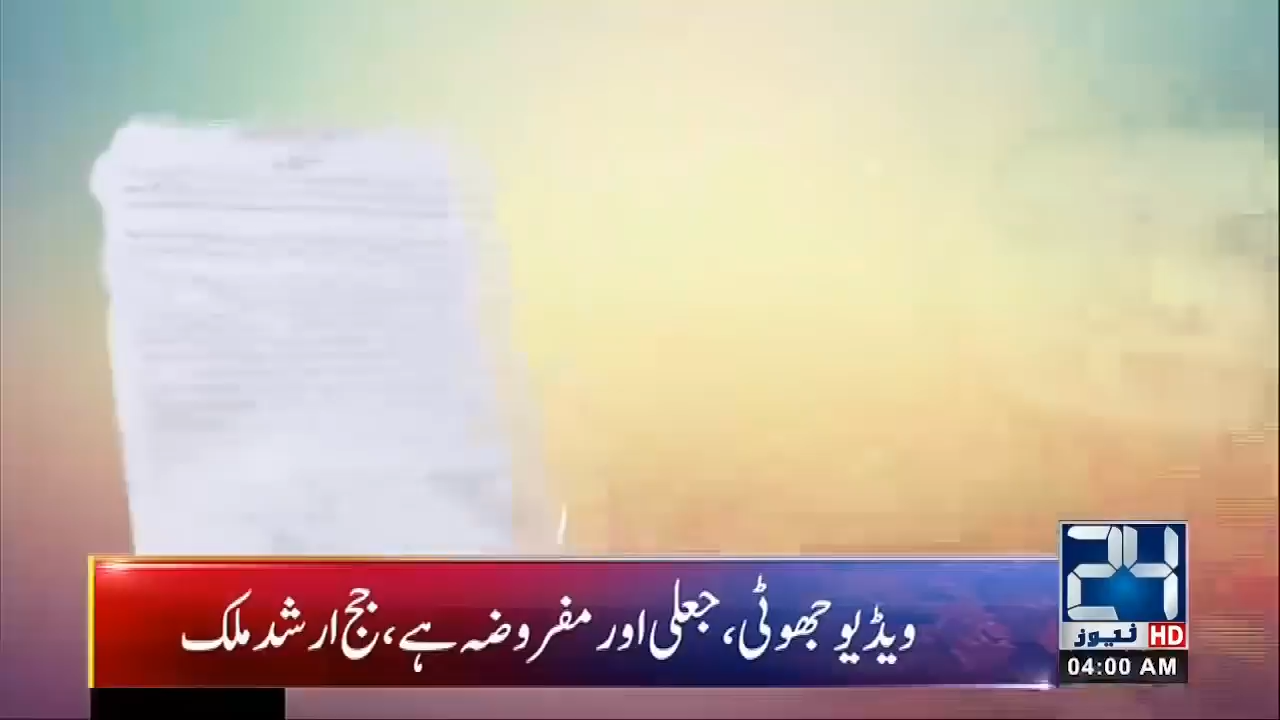 ویڈیو جھوٹی، جعلی اور مفروضہ ہے، جج ارشد ملک
24
نیوز HD
04:00 AM